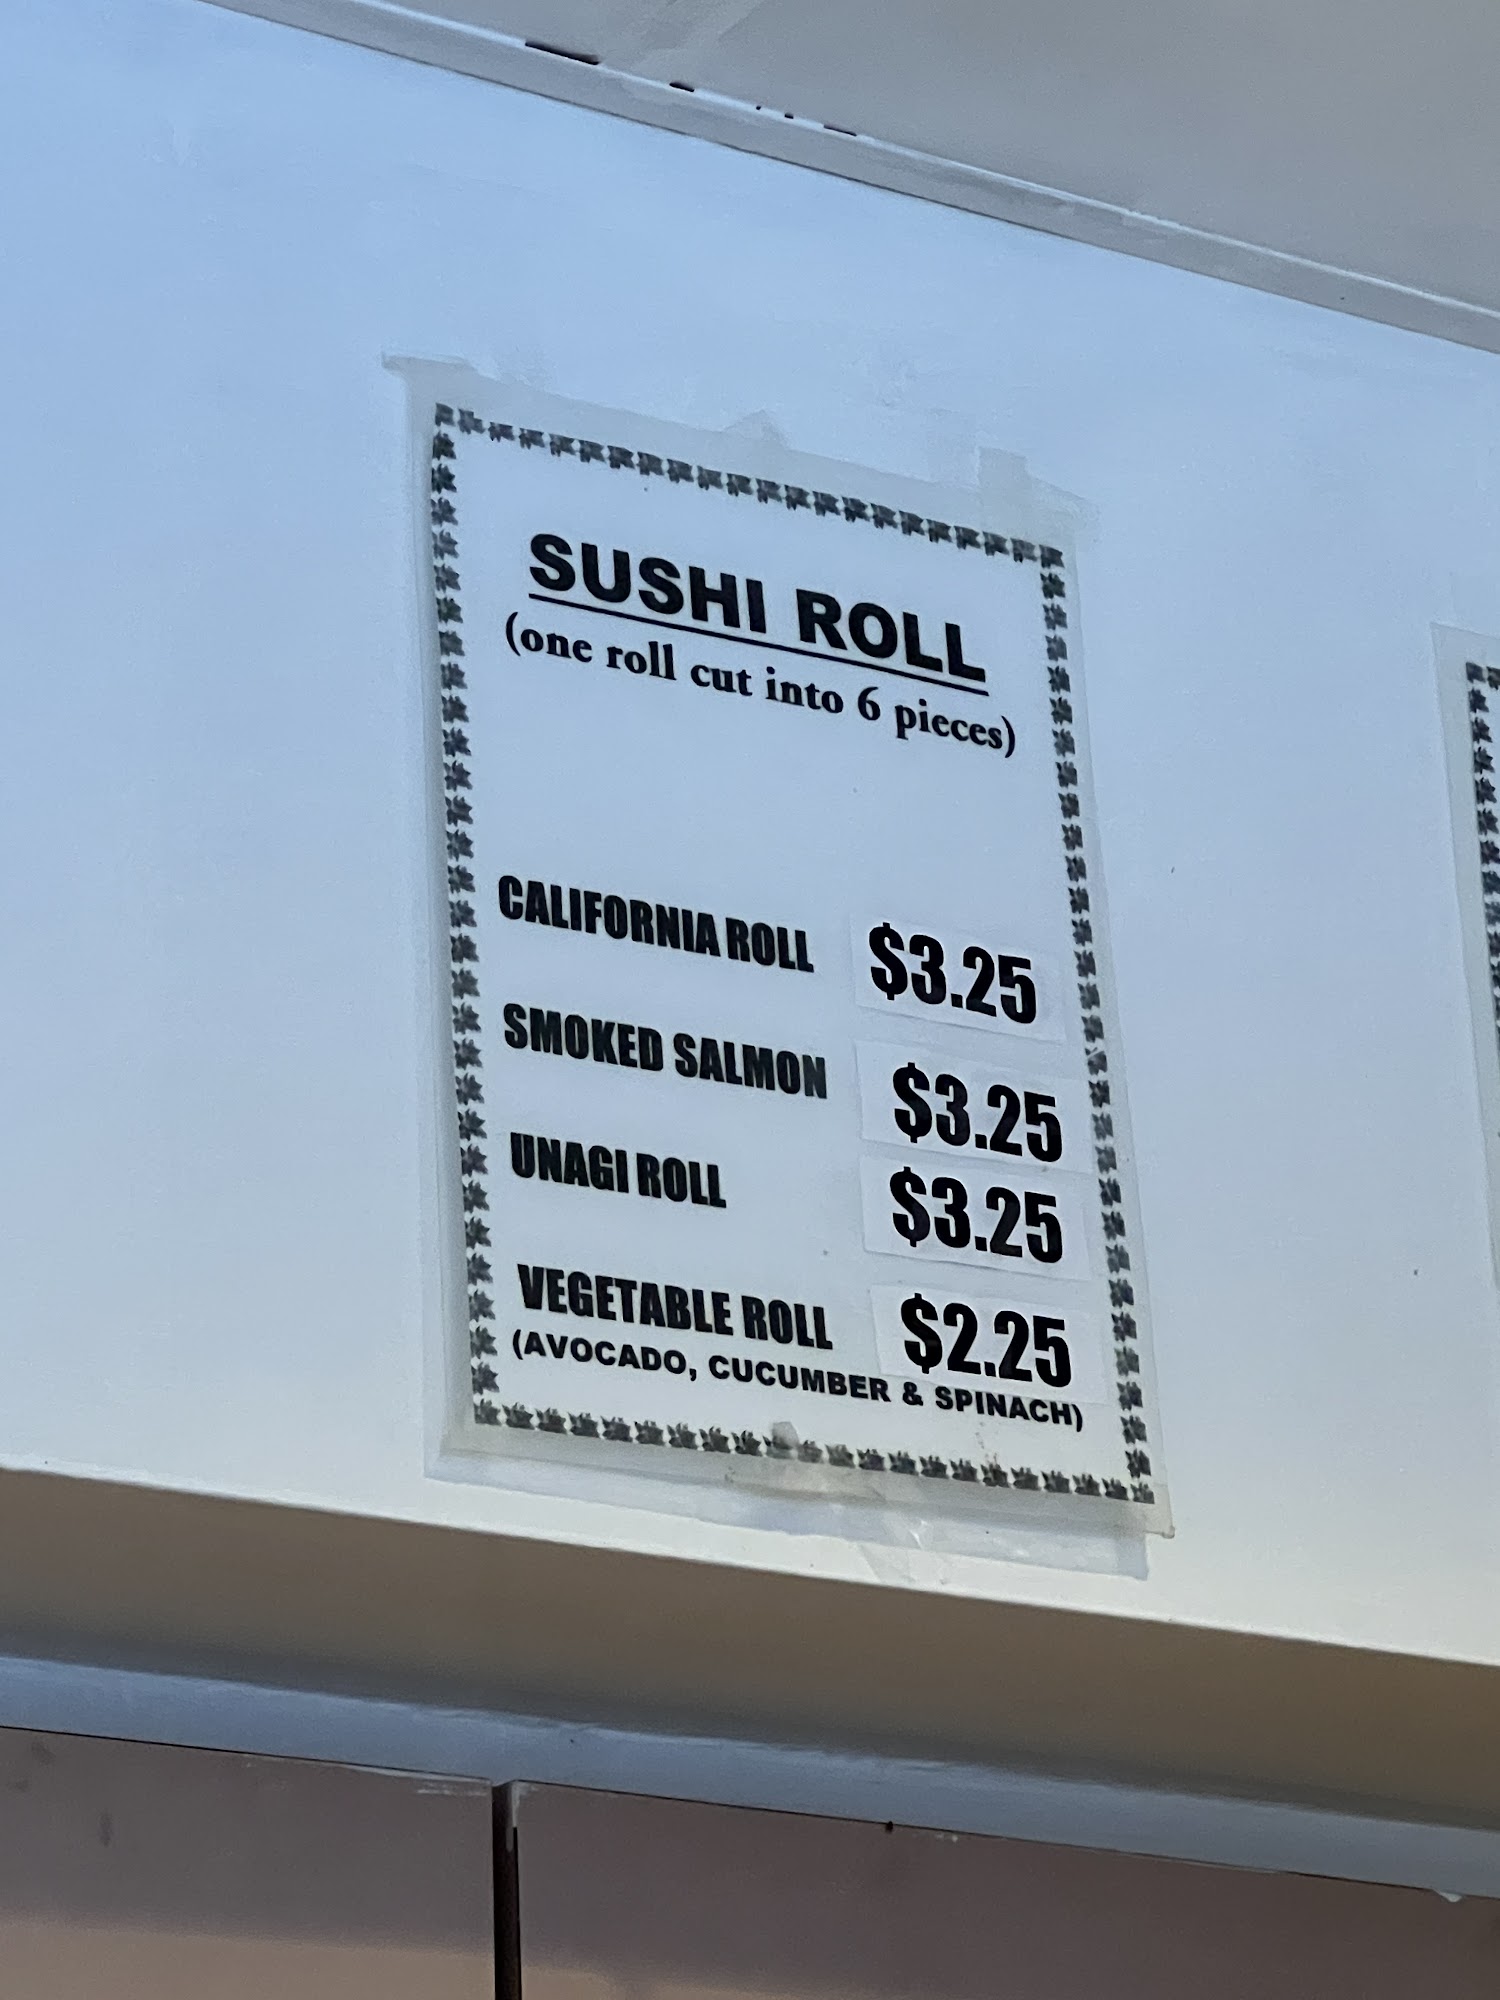 SUSHI ROLL
(one roll cut into 6 pieces)
CALIFORNIA ROLL $3.25
SMOKED SALMON $3.25
UNAGI ROLL $3.25
VEGETABLE ROLL $2.25
(AVOCADO, CUCUMBER & SPINACH)